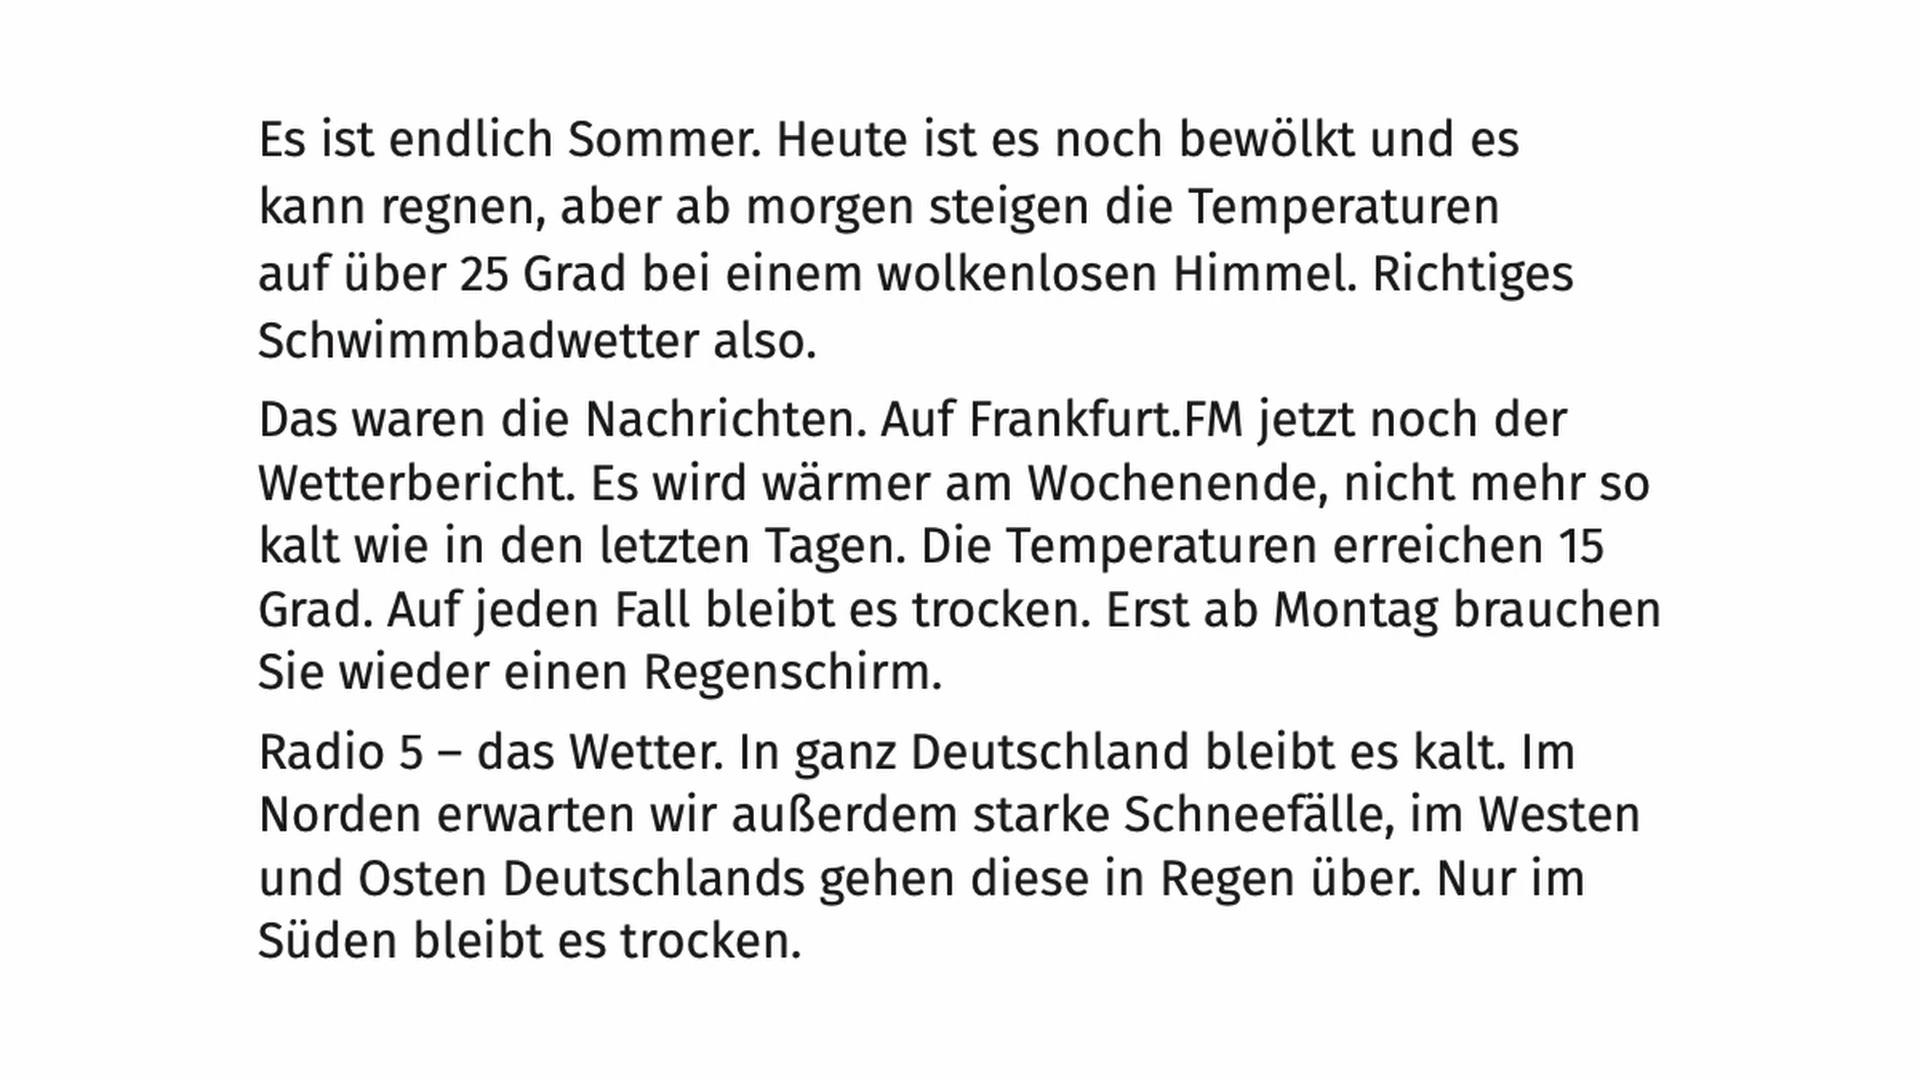 Es ist endlich Sommer. Heute ist es noch bewölkt und es
kann regnen, aber ab morgen steigen die Temperaturen
auf über 25 Grad bei einem wolkenlosen Himmel. Richtiges
Schwimmbadwetter also.
Das waren die Nachrichten. Auf Frankfurt.FM jetzt noch der
Wetterbericht. Es wird wärmer am Wochenende, nicht mehr so
kalt wie in den letzten Tagen. Die Temperaturen erreichen 15
Grad. Auf jeden Fall bleibt es trocken. Erst ab Montag brauchen
Sie wieder einen Regenschirm.
Radio 5 – das Wetter. In ganz Deutschland bleibt es kalt. Im
Norden erwarten wir außerdem starke Schneefälle, im Westen
und Osten Deutschlands gehen diese in Regen über. Nur im
Süden bleibt es trocken.